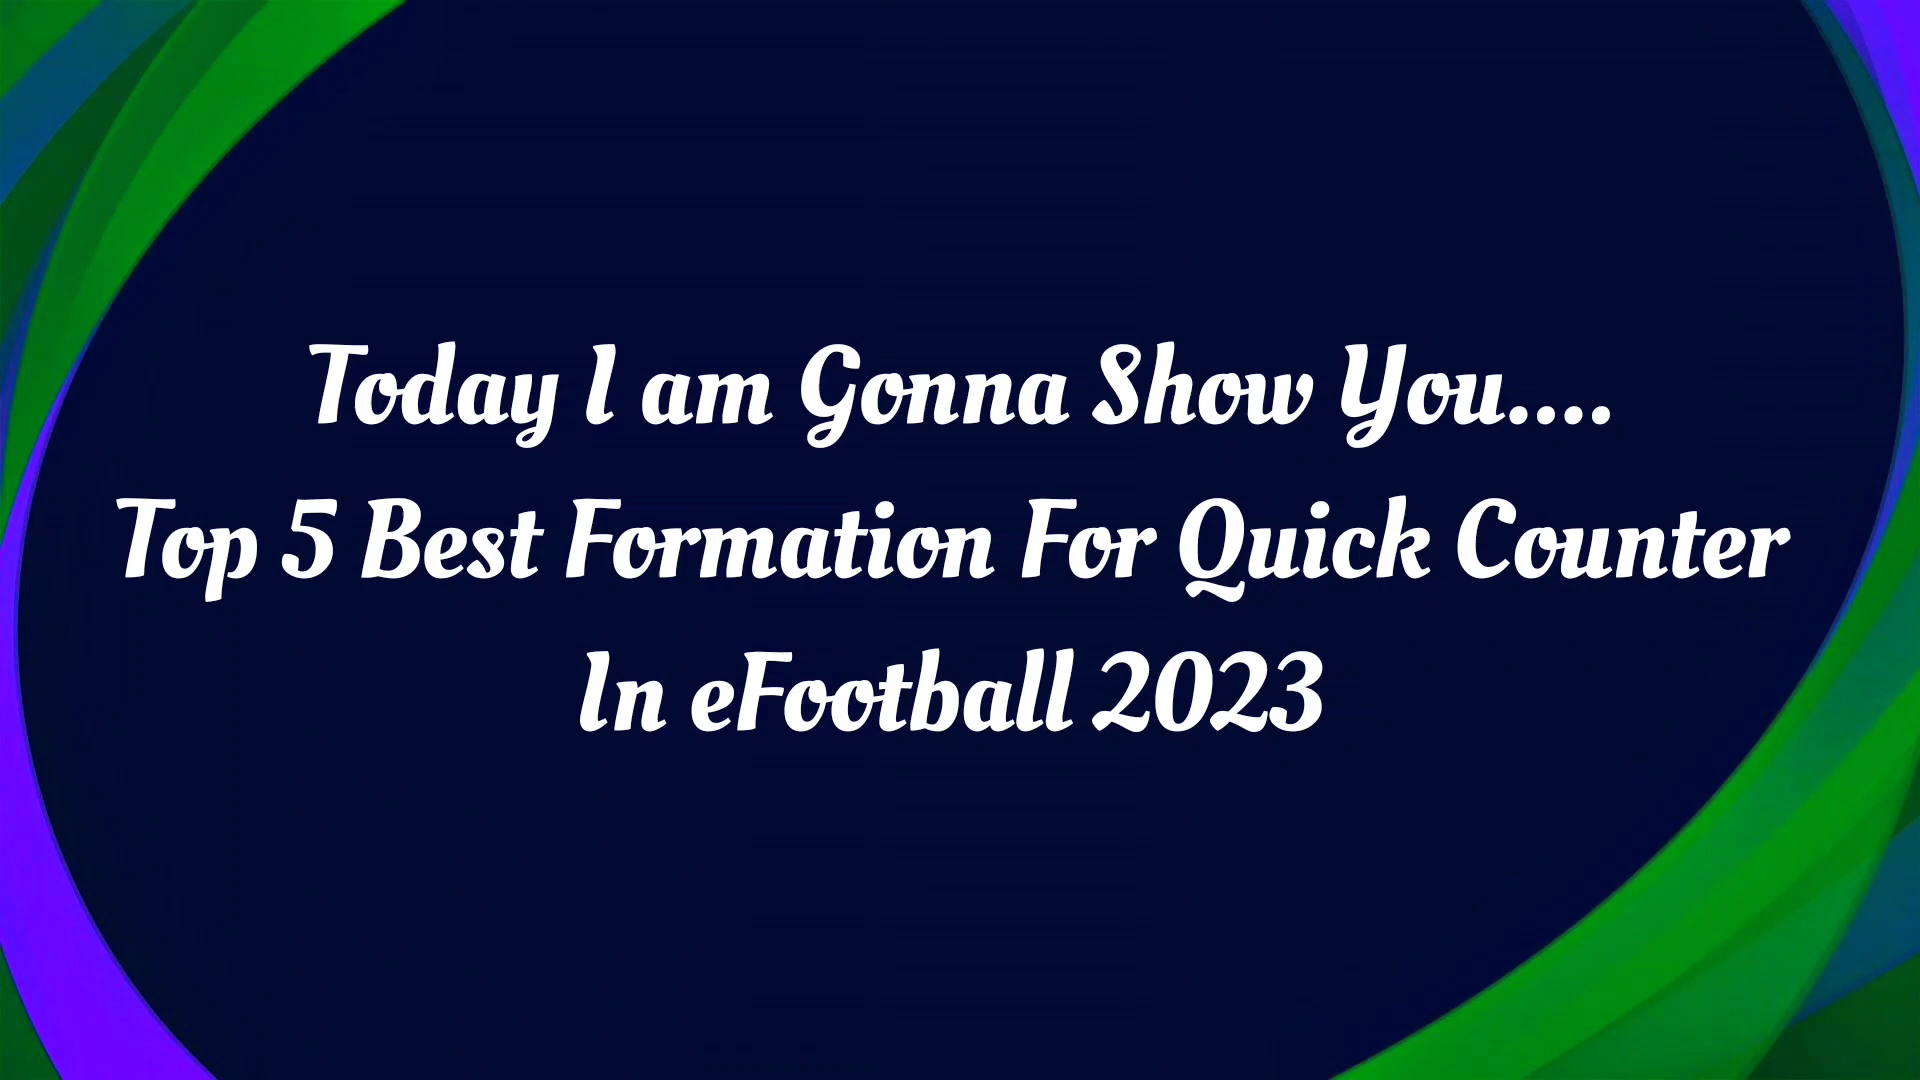 Today I am Gonna Show You....
Top 5 Best Formation For Quick Counter
In eFootball 2023